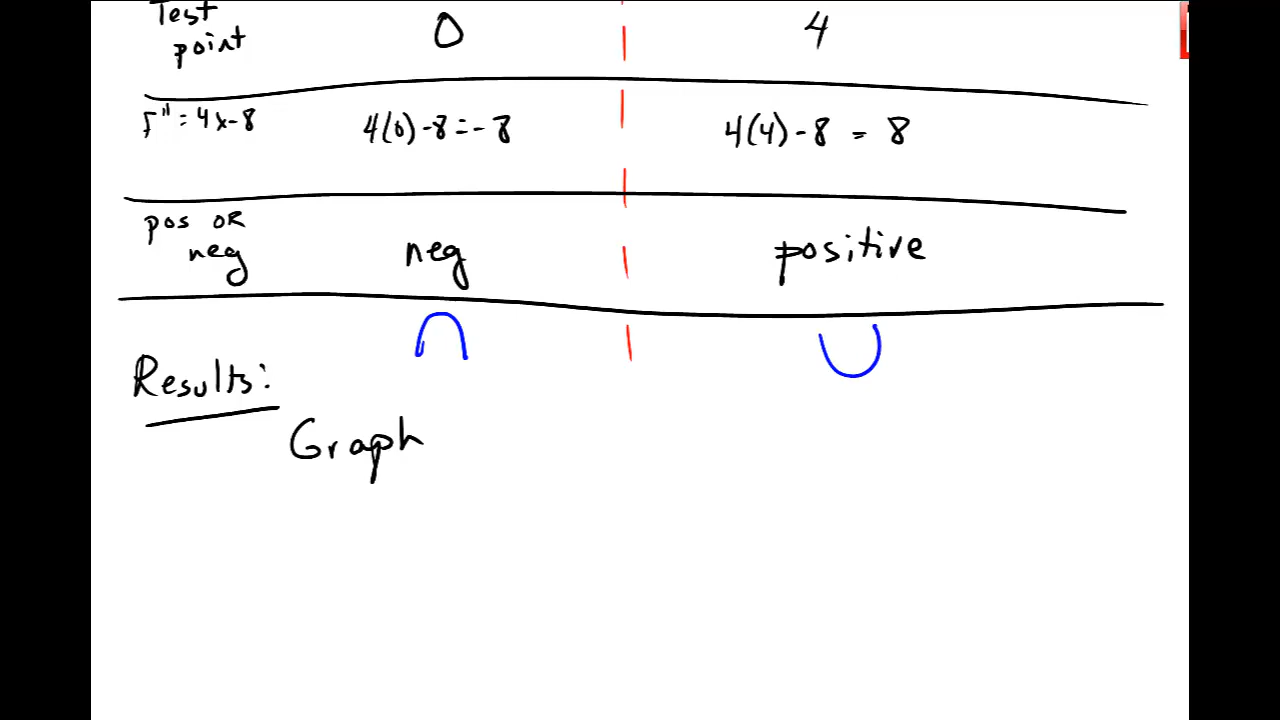 Test
point 0 4
f" = 4x-8 4(0)-8=-8 4(4)-8 = 8
pos OR
neg neg positive
Results:
Graph